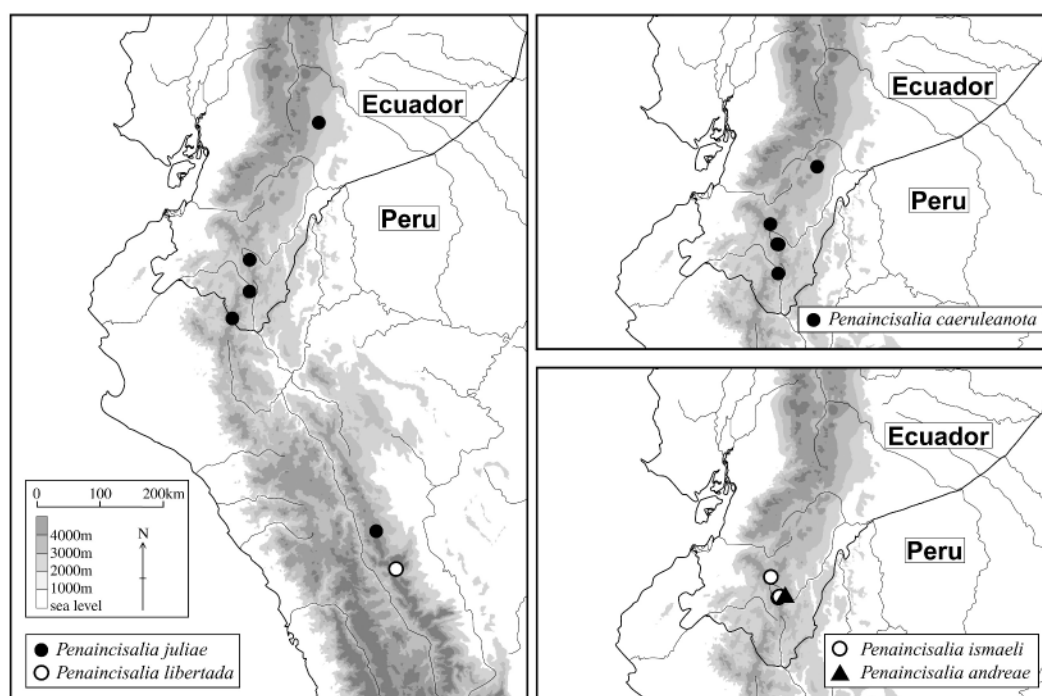 Ecuador
Peru
0 100 200km
4000m
3000m
2000m
1000m
sea level
N
Penaincisalia juliae
Penaincisalia libertada
Ecuador
Peru
Penaincisalia caeruleanota
Ecuador
Peru
Penaincisalia ismaeli
Penaincisalia andreae